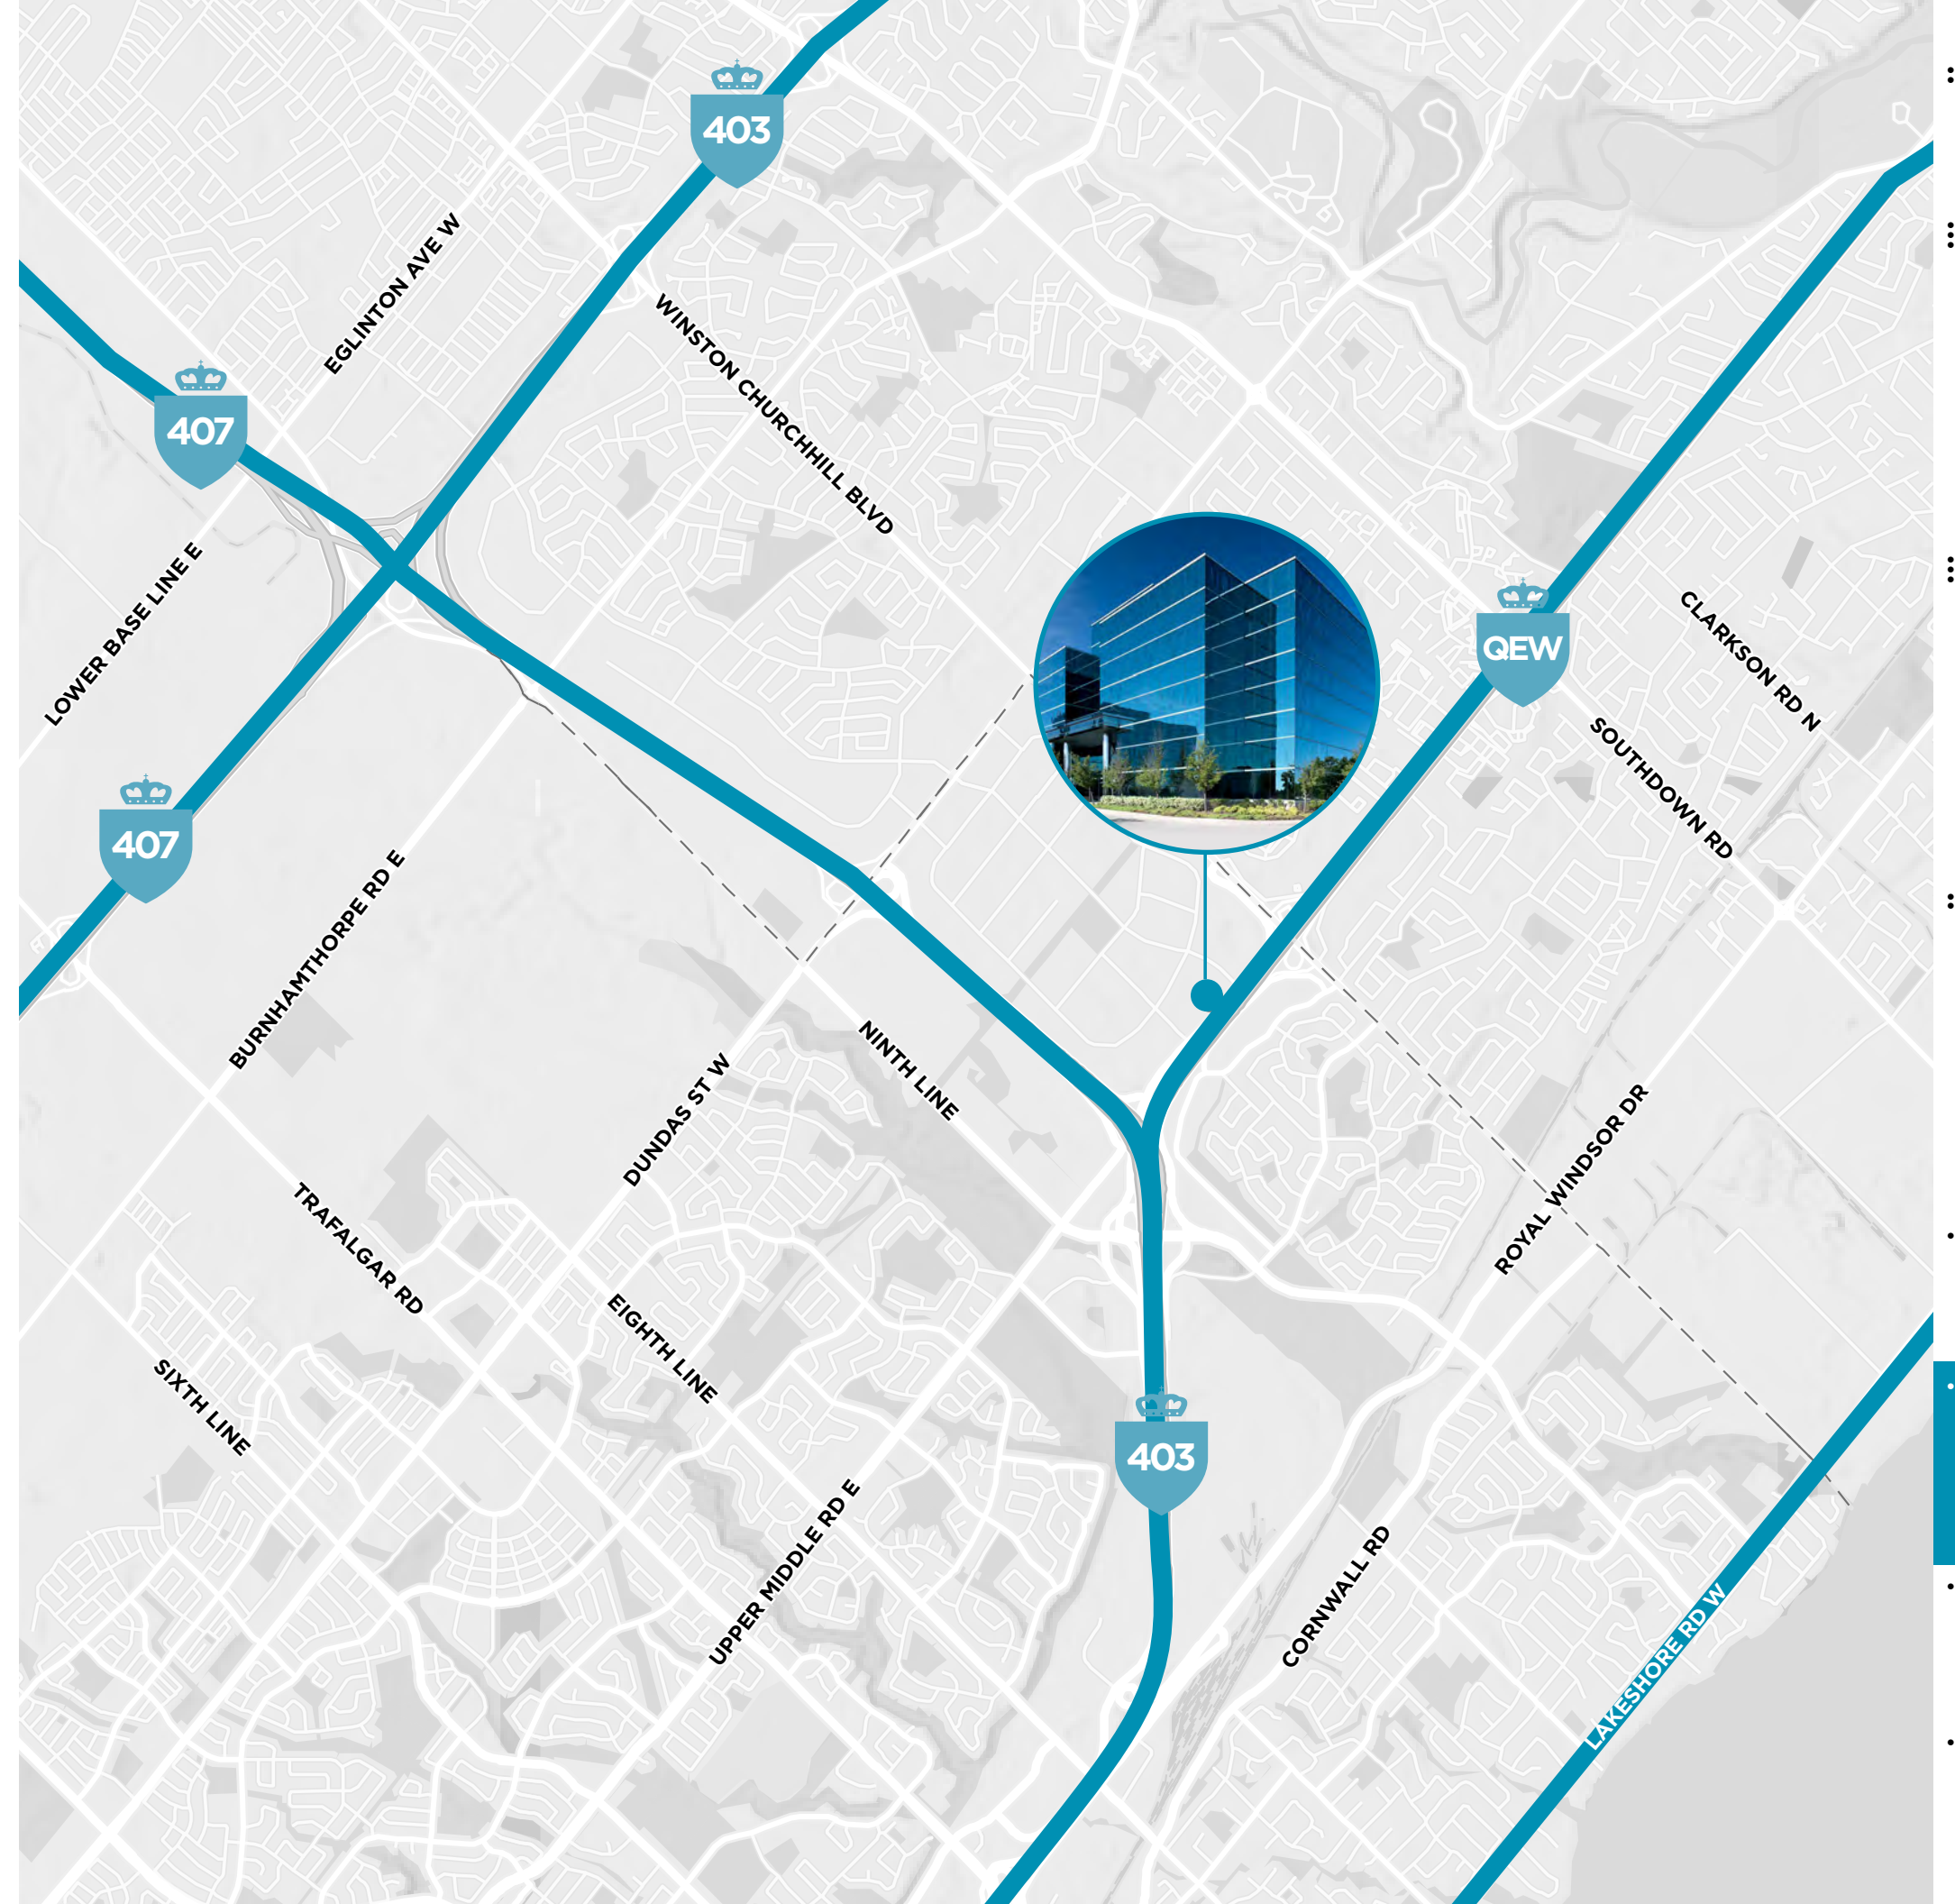 403
EGLINTON AVE W
WINSTON CHURCHHILL BLVD
407
LOWER BASE LINE E
QEW
CLARKSON RD N
SOUTHDOWN RD
407
BURNHAMTHORPE RD E
NINTH LINE
DUNDAS ST W
ROYAL WINDSOR DR
TRAFALGAR RD
EIGHTH LINE
SIXTH LINE
403
UPPER MIDDLE RD E
CORNWALL RD
LAKESHORE RD W